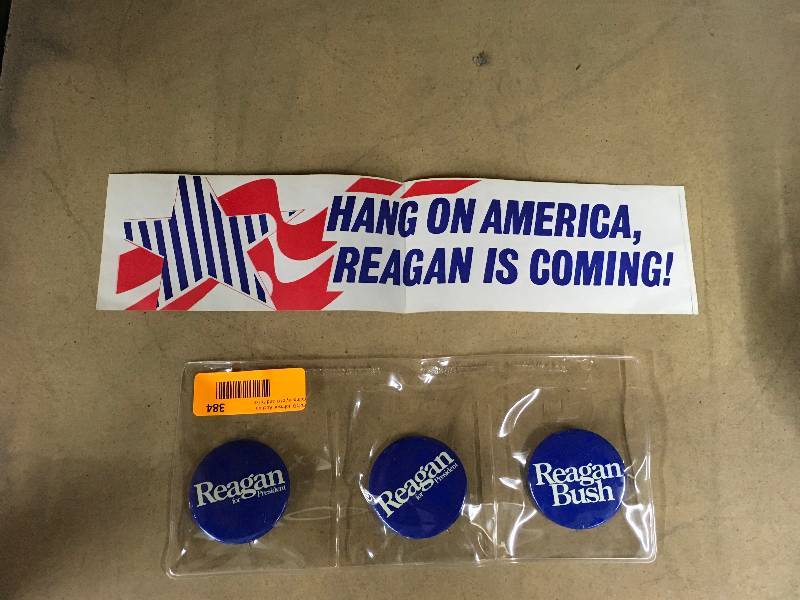 HANG ON AMERICA,
REAGAN IS COMING!
384
Reagan
for President
Reagan
for President
Reagan
Bush